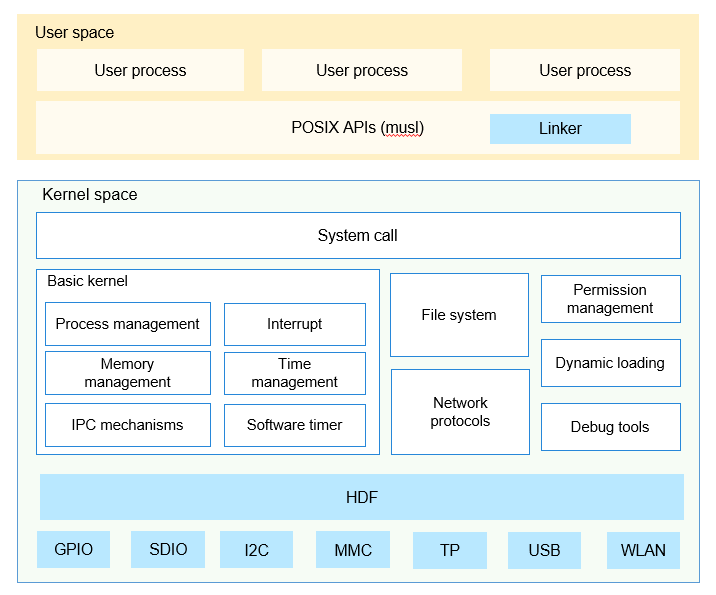 User space
User process
User process
User process
POSIX APIs (musl)
Linker
Kernel space
System call
Basic kernel
Process management
Interrupt
Memory
management
Time
management
IPC mechanisms
Software timer
File system
Network
protocols
Permission
management
Dynamic loading
Debug tools
HDF
GPIO
SDIO
I2C
MMC
TP
USB
WLAN